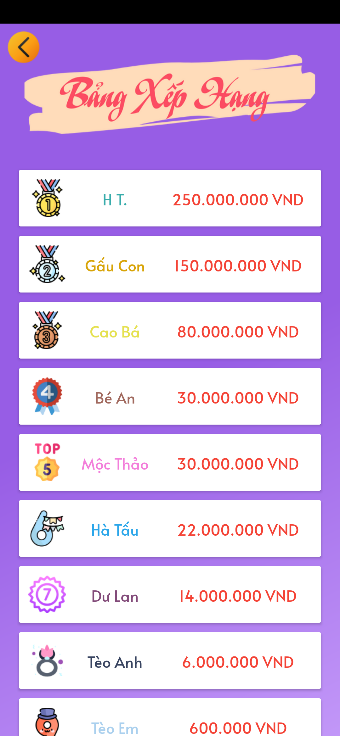 Bảng Xếp Hạng
1 H T. 250.000.000 VND
2 Gấu Con 150.000.000 VND
3 Cao Bá 80.000.000 VND
4 Bé An 30.000.000 VND
TOP
5 Mộc Thảo 30.000.000 VND
6 Hà Tấu 22.000.000 VND
7 Dư Lan 14.000.000 VND
8 Tèo Anh 6.000.000 VND
Tèo Em 600.000 VND